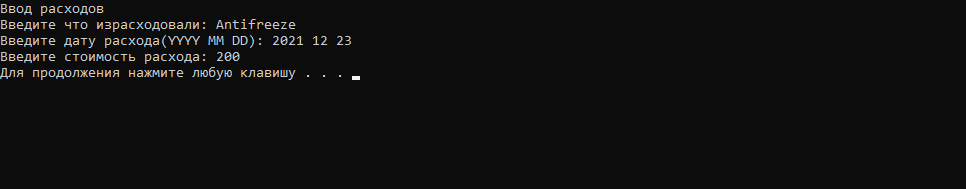 Ввод расходов
Введите что израсходовали: Antifreeze
Введите дату расхода(YYYY MM DD): 2021 12 23
Введите стоимость расхода: 200
Для продолжения нажмите любую клавишу . . .